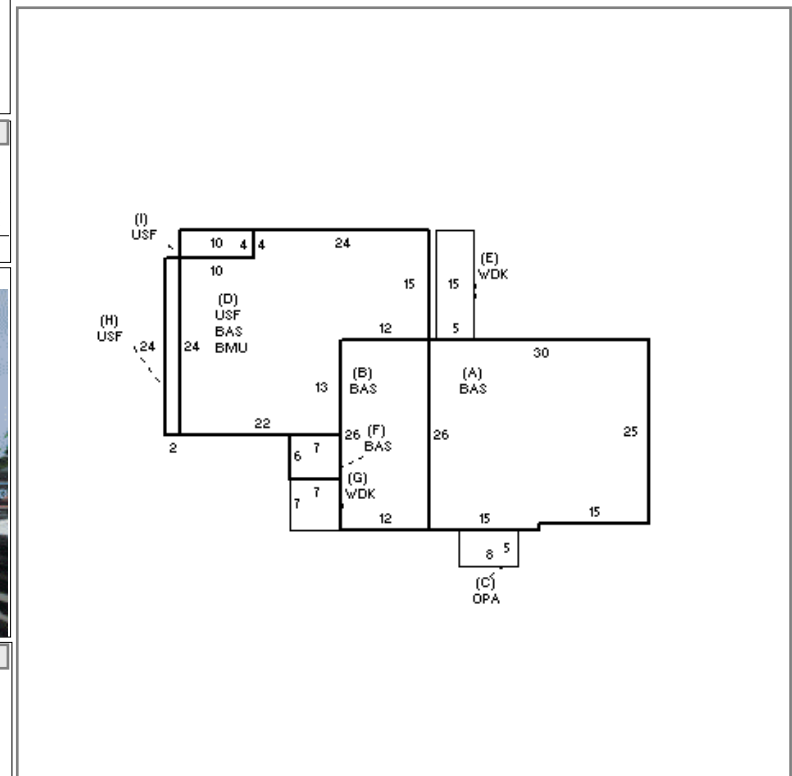 (I)
USF
10 4 4 24
10
(E)
WDK
15 15
(D)
USF
BAS
BMU
(H)
USF
24 24
12 5
30
(B)
BAS
(A)
BAS
13
22
26 (F)
BAS
26 25
2
6 7
(G)
WDK
7
7
12 15 15
8 5
(C)
OPA